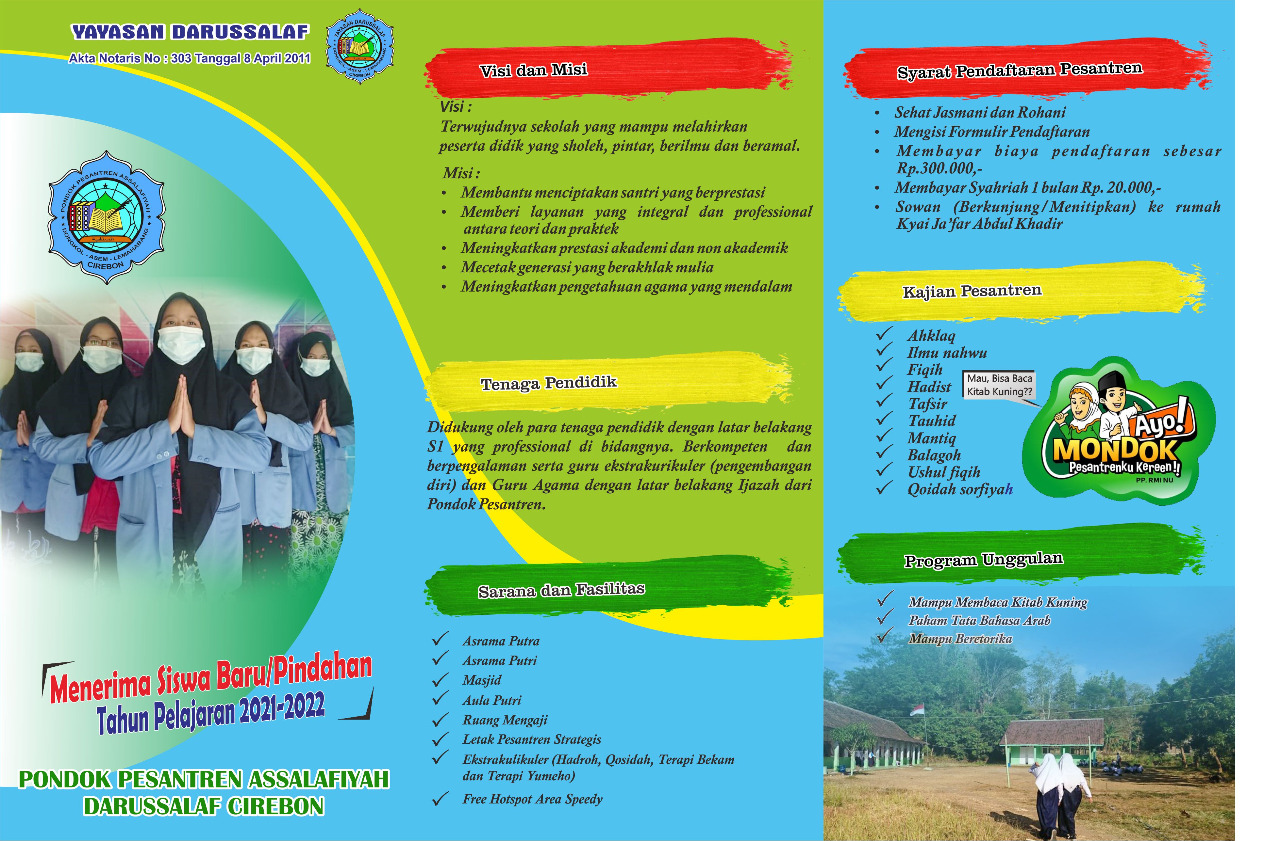 YAYASAN DARUSSALAF
Akta Notaris No : 303 Tanggal 8 April 2011
YAYASAN DARUSSALAF
CIREBON
PONDOK PESANTREN ASSALAFIYAH
DONGKOL - ASEM - LEMAHABANG
CIREBON
Menerima Siswa Baru/Pindahan
Tahun Pelajaran 2021-2022
PONDOK PESANTREN ASSALAFIYAH
DARUSSALAF CIREBON
Visi dan Misi
Visi :
Terwujudnya sekolah yang mampu melahirkan
peserta didik yang sholeh, pintar, berilmu dan beramal.
Misi :
• Membantu menciptakan santri yang berprestasi
• Memberi layanan yang integral dan professional
antara teori dan praktek
• Meningkatkan prestasi akademi dan non akademik
• Mecetak generasi yang berakhlak mulia
• Meningkatkan pengetahuan agama yang mendalam
Tenaga Pendidik
Didukung oleh para tenaga pendidik dengan latar belakang
S1 yang professional di bidangnya. Berkompeten dan
berpengalaman serta guru ekstrakurikuler (pengembangan
diri) dan Guru Agama dengan latar belakang Ijazah dari
Pondok Pesantren.
Sarana dan Fasilitas
✓ Asrama Putra
✓ Asrama Putri
✓ Masjid
✓ Aula Putri
✓ Ruang Mengaji
✓ Letak Pesantren Strategis
✓ Ekstrakulikuler (Hadroh, Qosidah, Terapi Bekam
dan Terapi Yumeho)
✓ Free Hotspot Area Speedy
Syarat Pendaftaran Pesantren
• Sehat Jasmani dan Rohani
• Mengisi Formulir Pendaftaran
• Membayar biaya pendaftaran sebesar
Rp.300.000,-
• Membayar Syahriah 1 bulan Rp. 20.000,-
• Sowan (Berkunjung/Menitipkan) ke rumah
Kyai Ja'far Abdul Khadir
Kajian Pesantren
✓ Ahklaq
✓ Ilmu nahwu
✓ Fiqih
✓ Hadist
✓ Tafsir
✓ Tauhid
✓ Mantiq
✓ Balagoh
✓ Ushul fiqih
✓ Qoidah sorfiyah
Mau, Bisa Baca
Kitab Kuning??
Ayo!
MONDOK
Pesantrenku Kereen!!
PP. RMI NU
Program Unggulan
✓ Mampu Membaca Kitab Kuning
✓ Paham Tata Bahasa Arab
✓ Mampu Beretorika